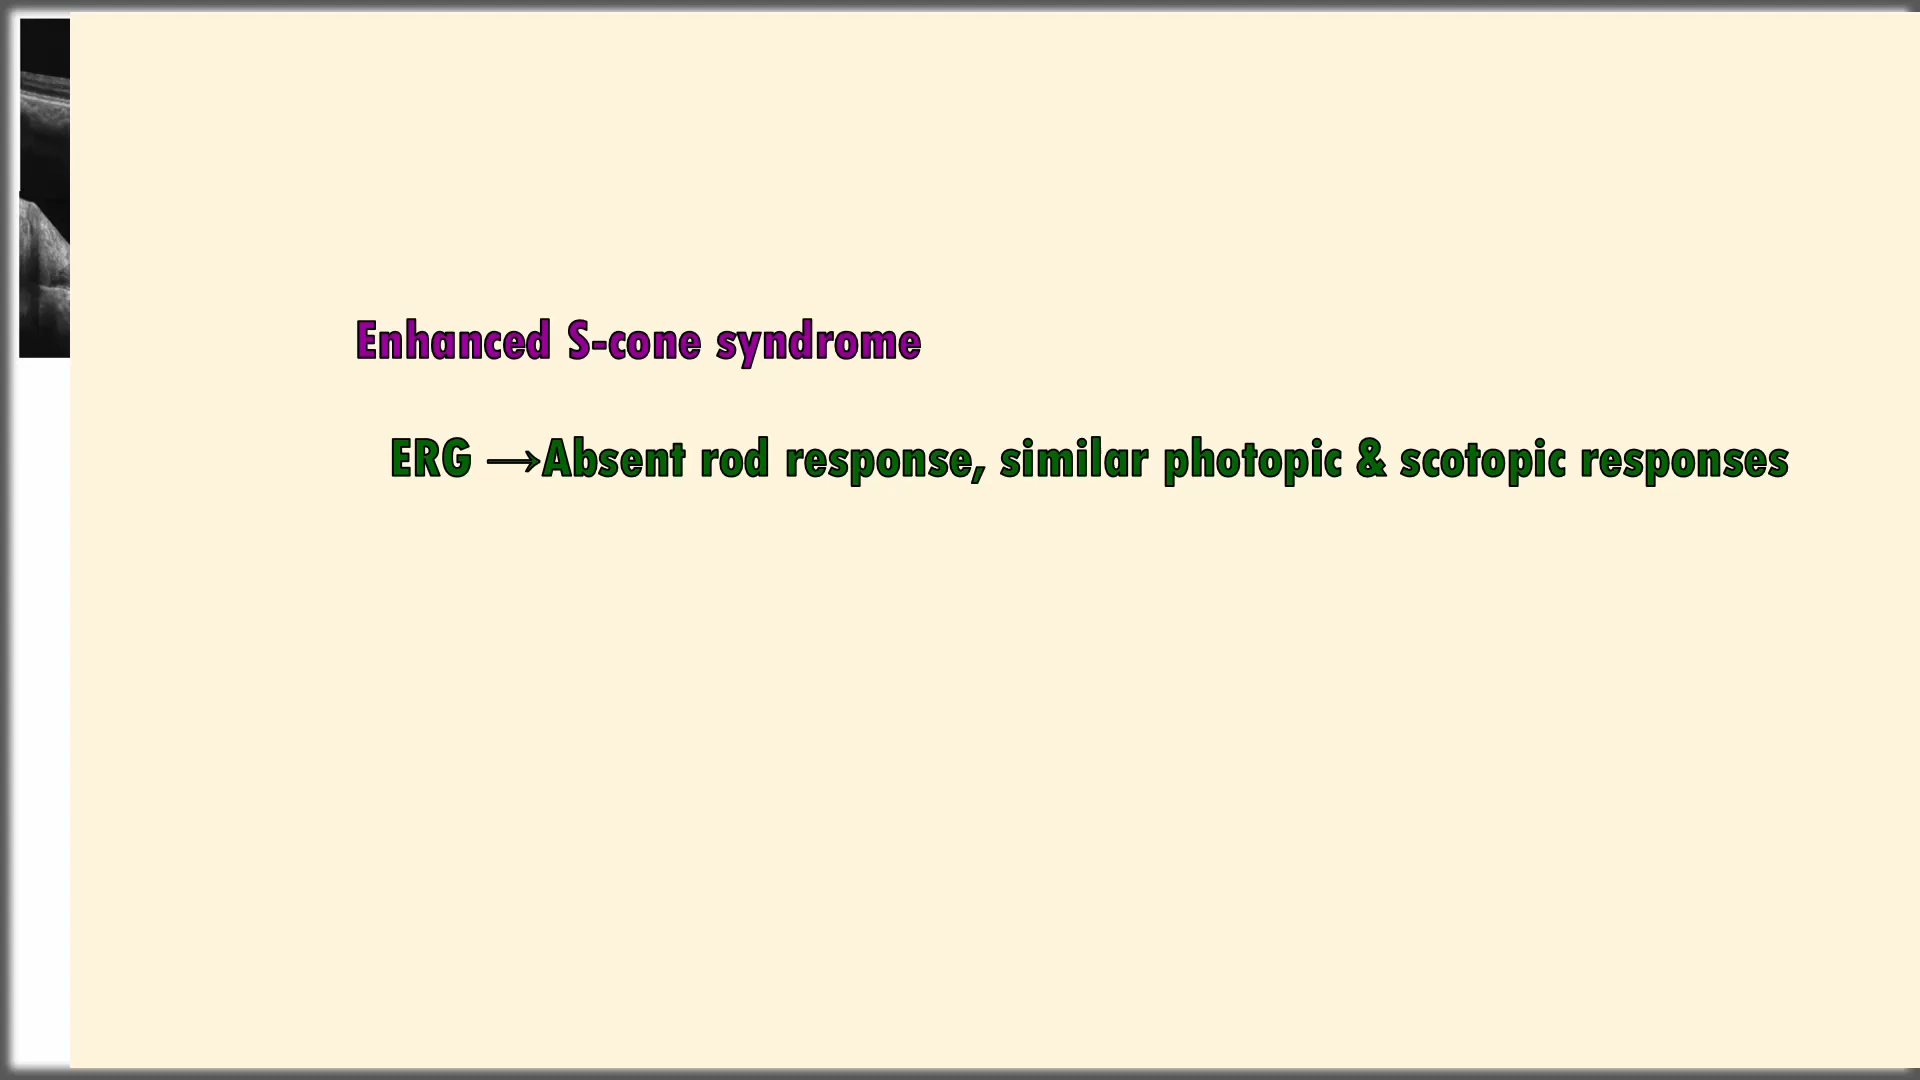 Enhanced S-cone syndrome
ERG →Absent rod response, similar photopic & scotopic responses